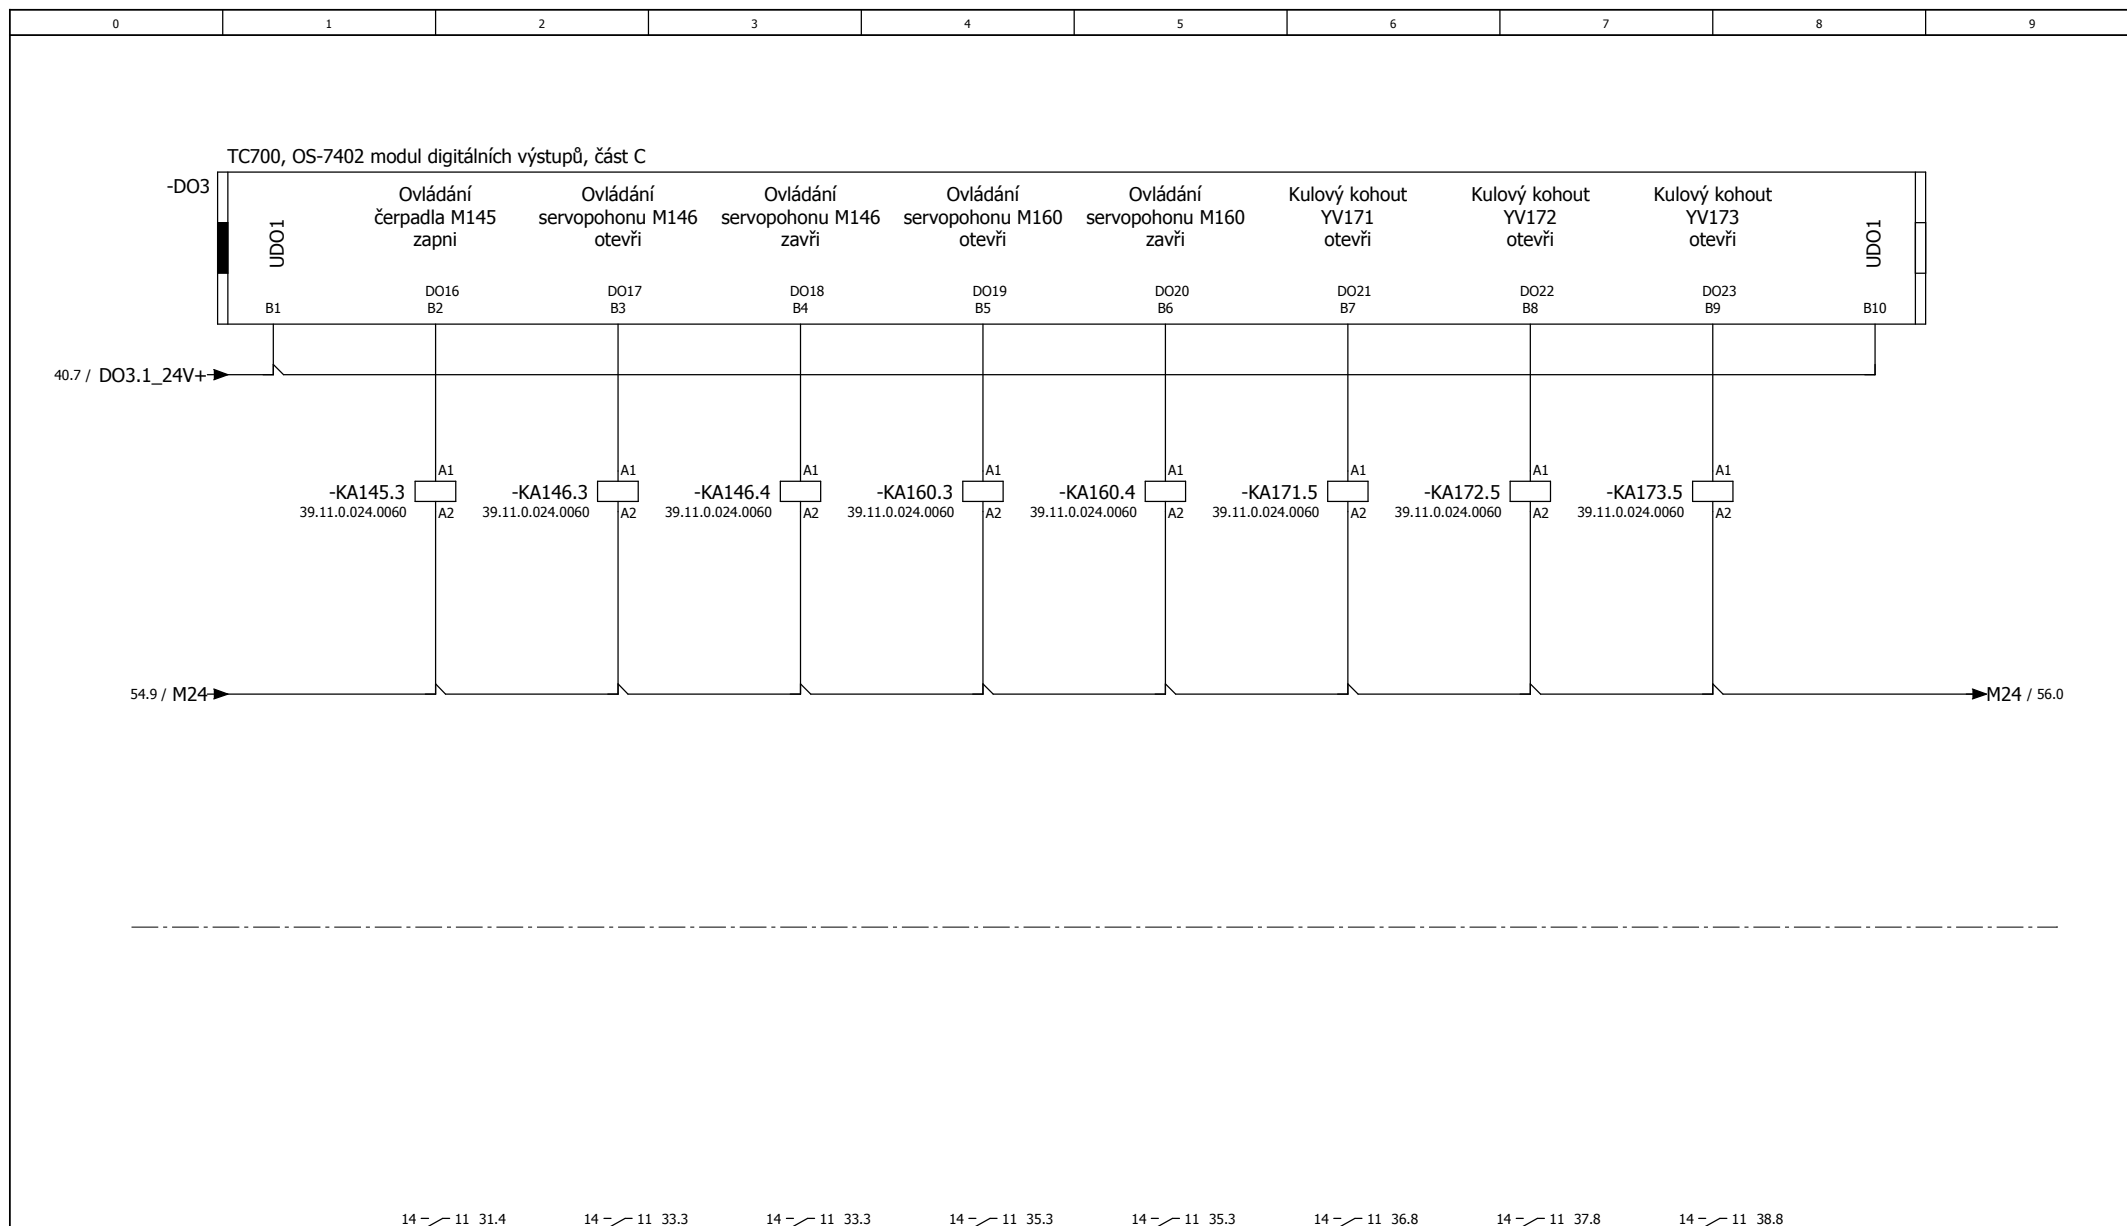 0 1 2 3 4 5 6 7 8 9
TC700, OS-7402 modul digitálních výstupů, část C
-DO3
UDO1
Ovládání
čerpadla M145
zapni
Ovládání
servopohonu M146
otevři
Ovládání
servopohonu M146
zavři
Ovládání
servopohonu M160
otevři
Ovládání
servopohonu M160
zavři
Kulový kohout
YV171
otevři
Kulový kohout
YV172
otevři
Kulový kohout
YV173
otevři
UDO1
DO16 DO17 DO18 DO19 DO20 DO21 DO22 DO23
B1 B2 B3 B4 B5 B6 B7 B8 B9 B10
40.7 / DO3.1_24V+
A1 A1 A1 A1 A1 A1 A1 A1
-KA145.3 -KA146.3 -KA146.4 -KA160.3 -KA160.4 -KA171.5 -KA172.5 -KA173.5
39.11.0.024.0060 A2 39.11.0.024.0060 A2 39.11.0.024.0060 A2 39.11.0.024.0060 A2 39.11.0.024.0060 A2 39.11.0.024.0060 A2 39.11.0.024.0060 A2 39.11.0.024.0060 A2
54.9 / M24 M24 / 56.0
14 11 31.4 14 11 33.3 14 11 33.3 14 11 35.3 14 11 35.3 14 11 36.8 14 11 37.8 14 11 38.8